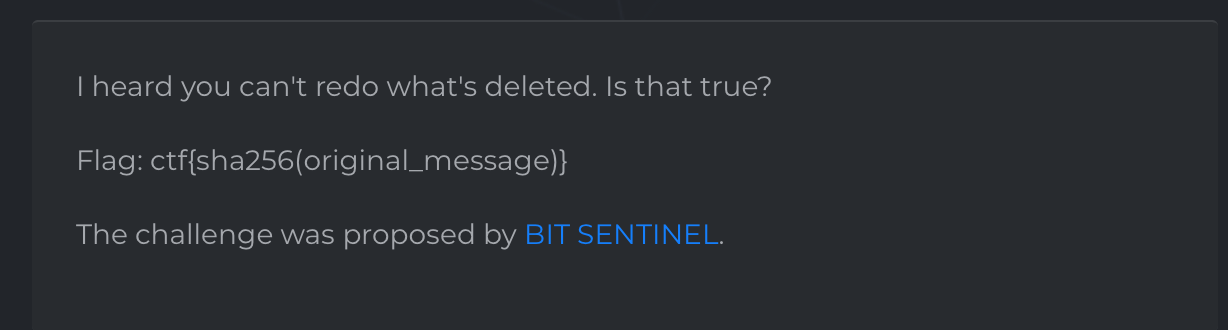 I heard you can't redo what's deleted. Is that true?
Flag: ctf{sha256(original_message)}
The challenge was proposed by BIT SENTINEL.